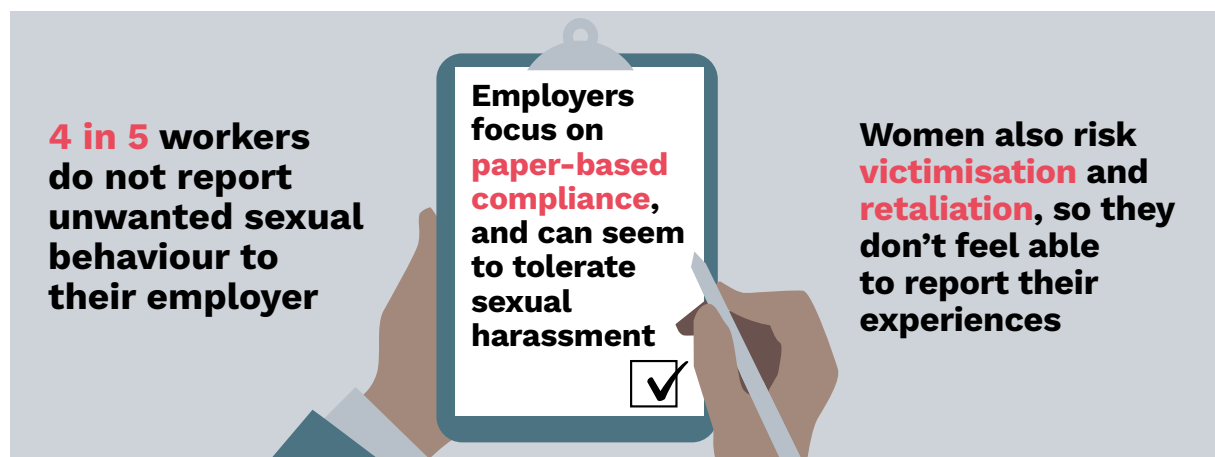 4 in 5 workers
do not report
unwanted sexual
behaviour to
their employer
Employers
focus on
paper-based
compliance,
and can seem
to tolerate
sexual
harassment
Women also risk
victimisation and
retaliation, so they
don’t feel able
to report their
experiences